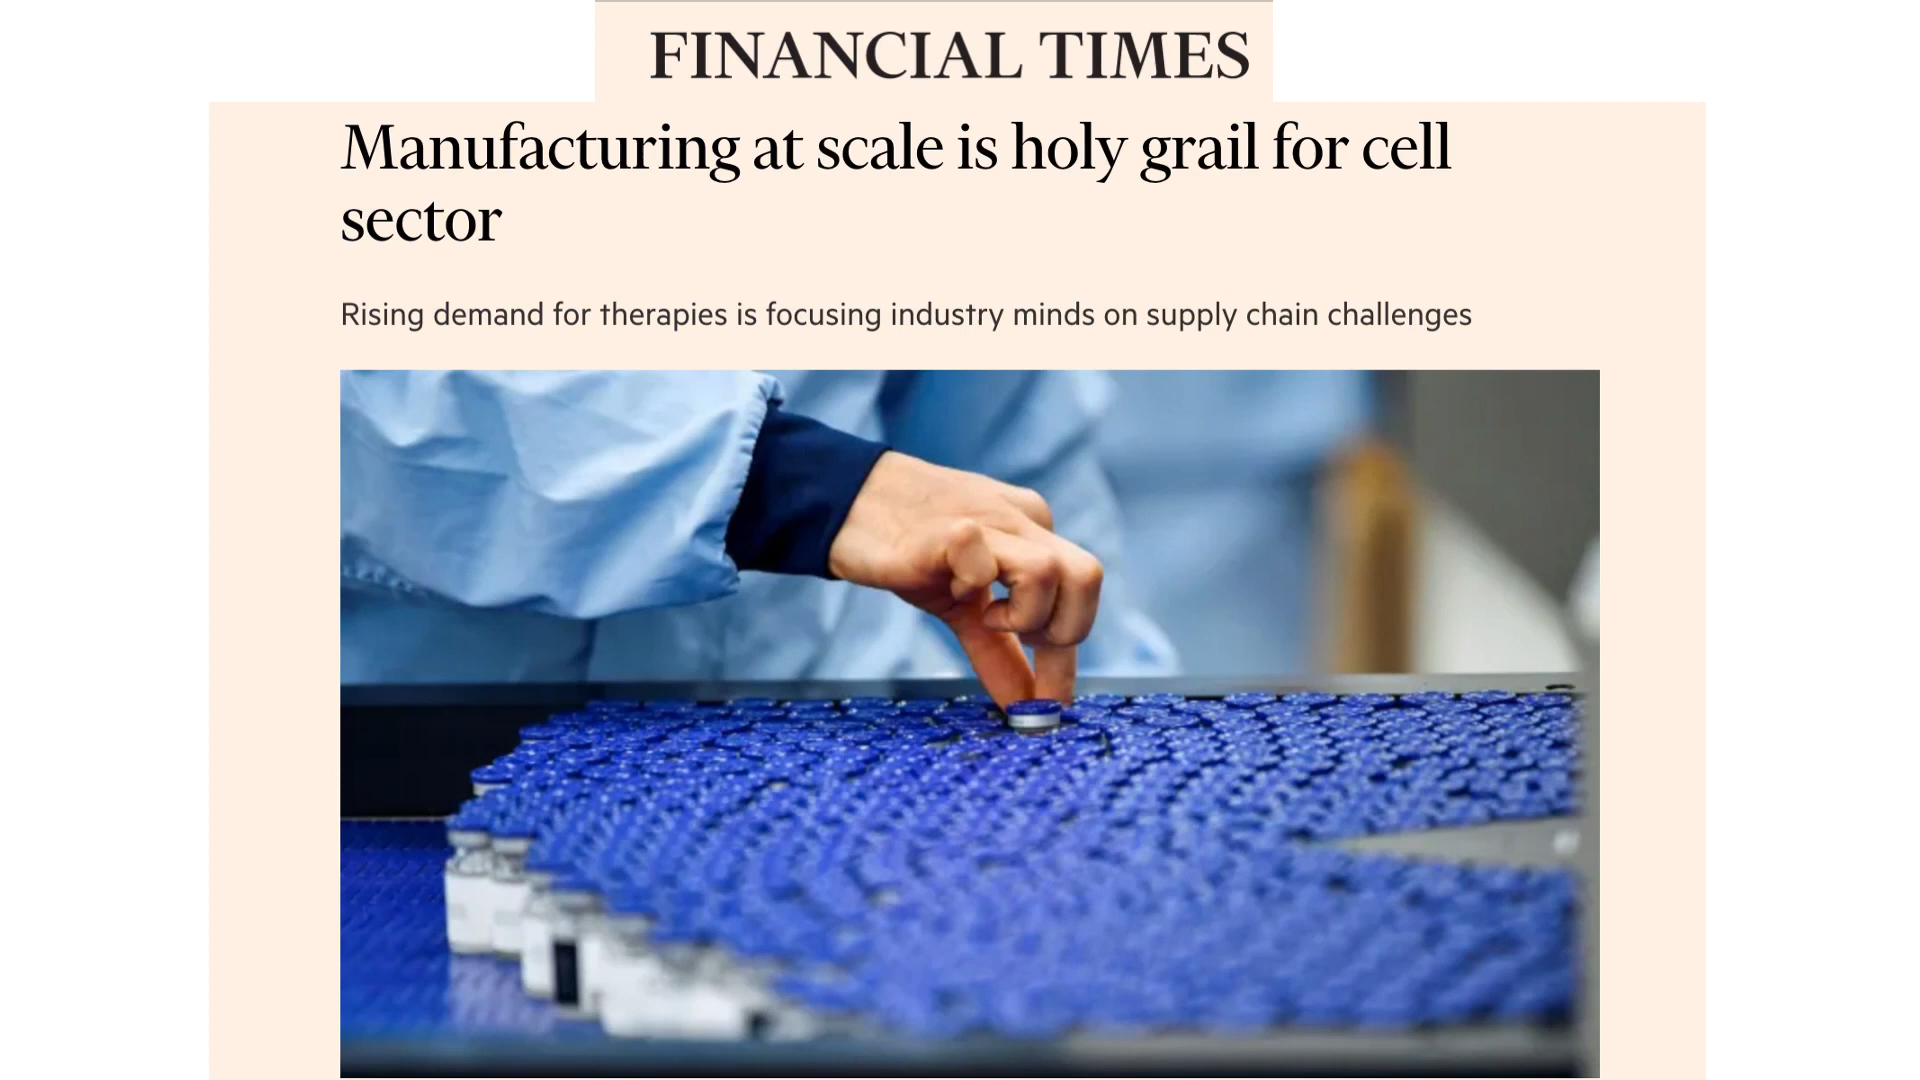 FINANCIAL TIMES
Manufacturing at scale is holy grail for cell
sector
Rising demand for therapies is focusing industry minds on supply chain challenges